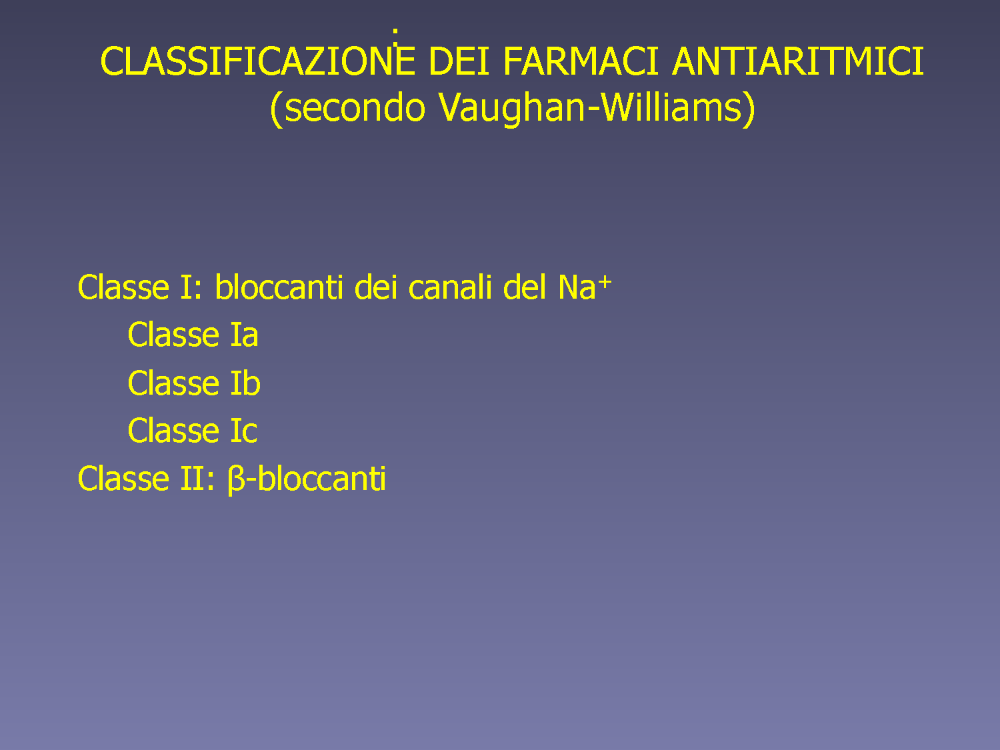 :
CLASSIFICAZIONE DEI FARMACI ANTIARITMICI
(secondo Vaughan-Williams)
Classe I: bloccanti dei canali del Na⁺
Classe Ia
Classe Ib
Classe Ic
Classe II: β-bloccanti